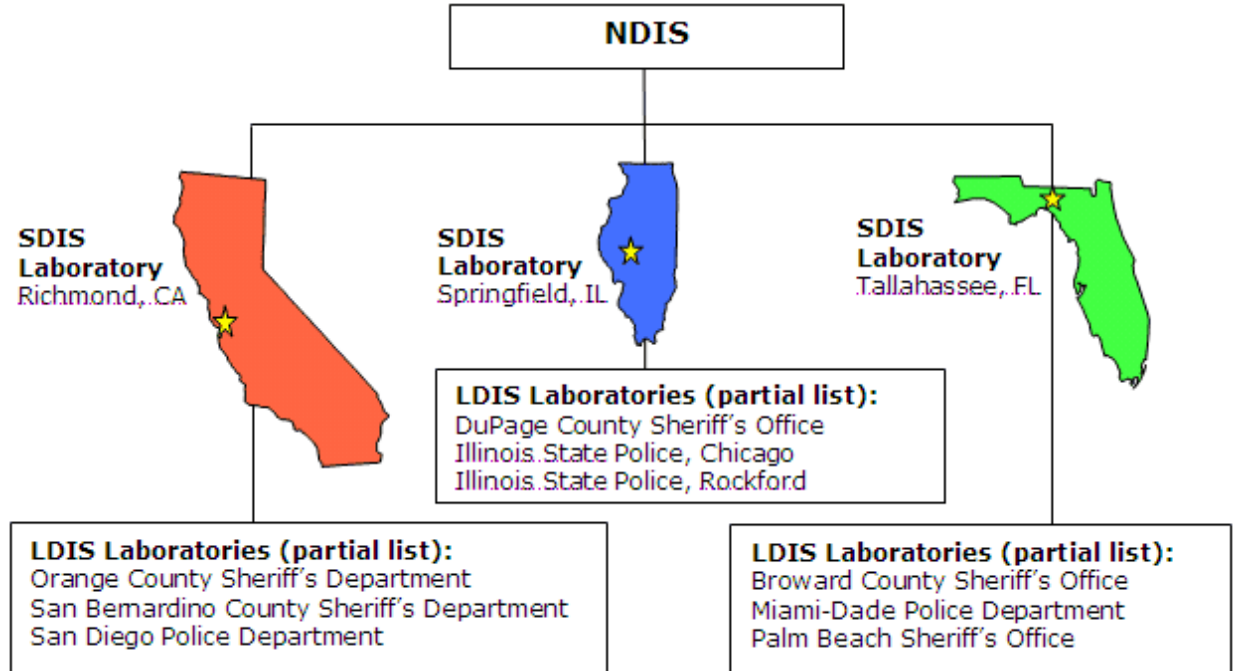 NDIS
SDIS
Laboratory
Richmond, CA
SDIS
Laboratory
Springfield, IL
SDIS
Laboratory
Tallahassee, FL
LDIS Laboratories (partial list):
DuPage County Sheriff's Office
Illinois State Police, Chicago
Illinois State Police, Rockford
LDIS Laboratories (partial list):
Orange County Sheriff's Department
San Bernardino County Sheriff's Department
San Diego Police Department
LDIS Laboratories (partial list):
Broward County Sheriff's Office
Miami-Dade Police Department
Palm Beach Sheriff's Office